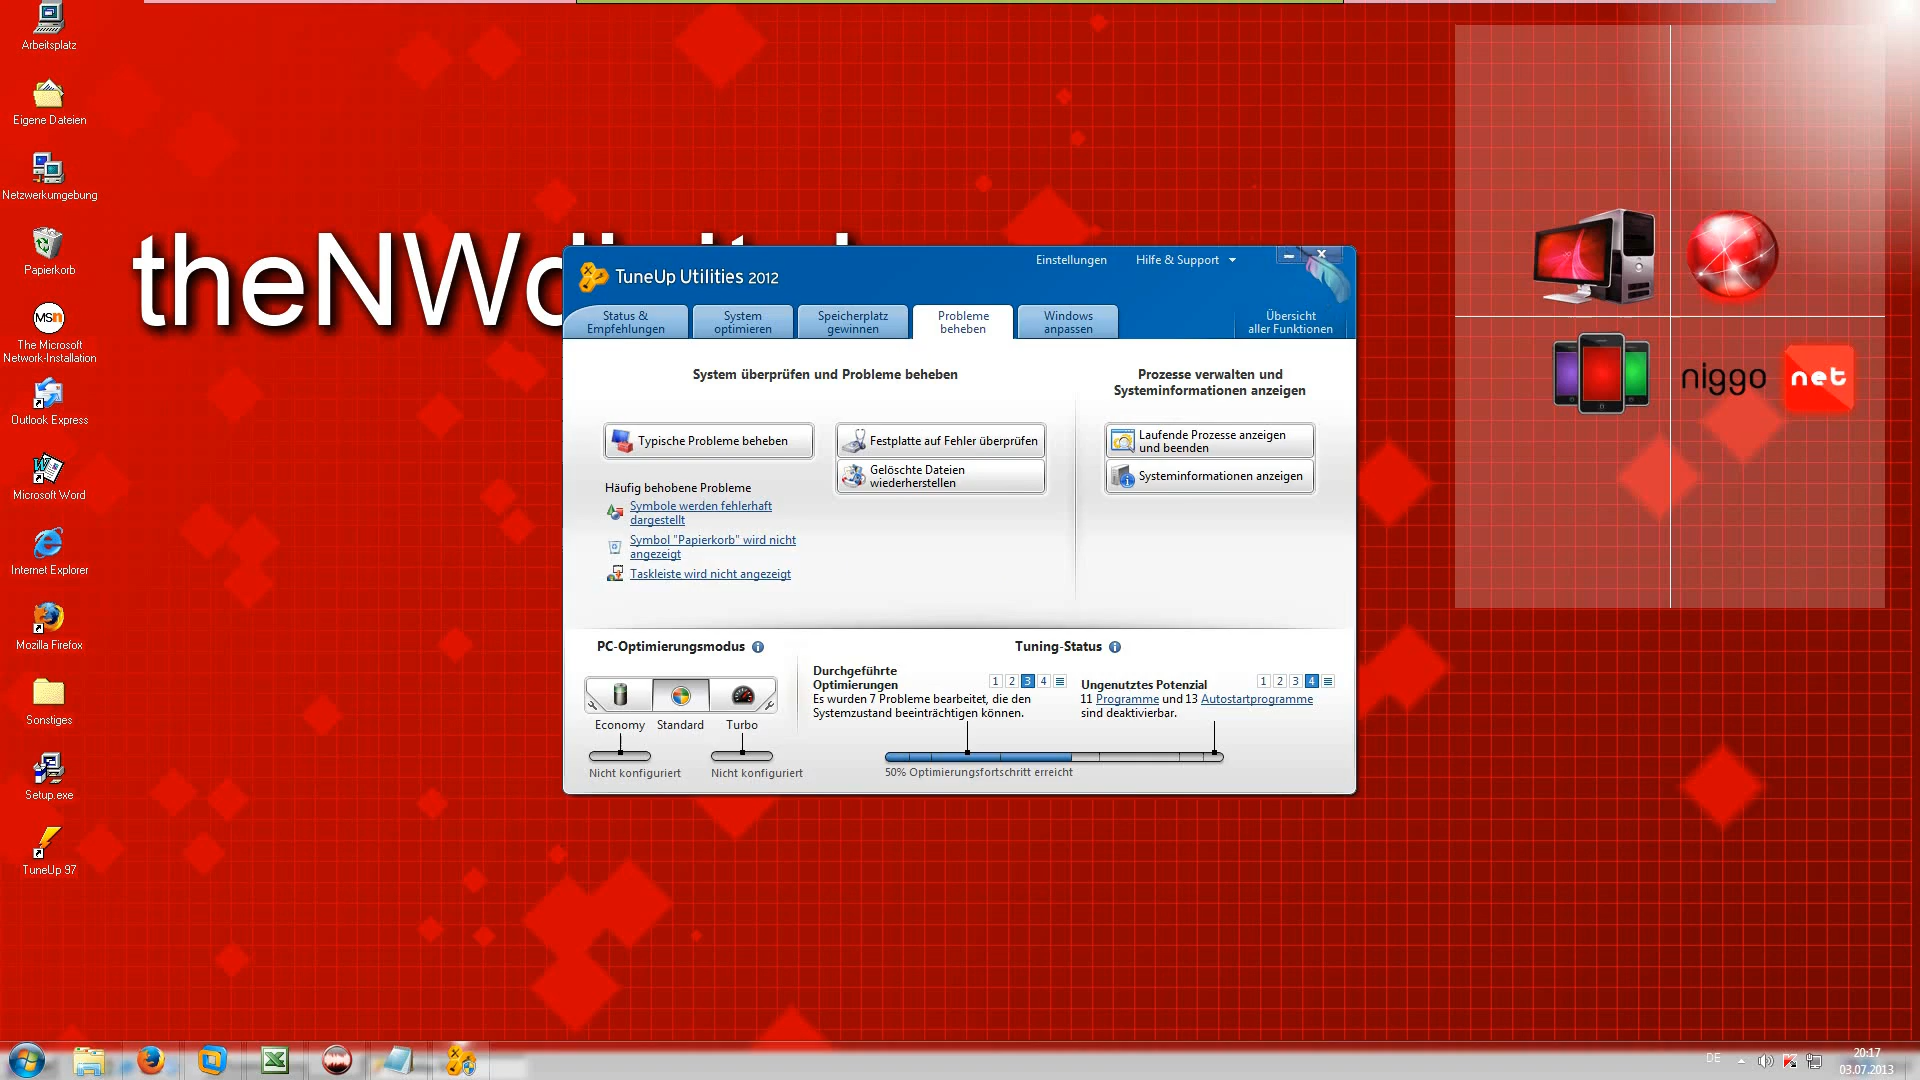 Arbeitsplatz
Eigene Dateien
Netzwerkumgebung
Papierkorb
MSn
The Microsoft
Network-Installation
Outlook Express
Microsoft Word
Internet Explorer
Mozilla Firefox
Sonstiges
Setup.exe
TuneUp 97
theNW
TuneUp Utilities 2012
Einstellungen
Hilfe & Support
Status &
Empfehlungen
System
optimieren
Speicherplatz
gewinnen
Probleme
beheben
Windows
anpassen
Übersicht
aller Funktionen
System überprüfen und Probleme beheben
Typische Probleme beheben
Festplatte auf Fehler überprüfen
Gelöschte Dateien
wiederherstellen
Häufig behobene Probleme
Symbole werden fehlerhaft
dargestellt
Symbol "Papierkorb" wird nicht
angezeigt
Taskleiste wird nicht angezeigt
Prozesse verwalten und
Systeminformationen anzeigen
Laufende Prozesse anzeigen
und beenden
Systeminformationen anzeigen
PC-Optimierungsmodus
Economy Standard Turbo
Nicht konfiguriert Nicht konfiguriert
Tuning-Status
Durchgeführte
Optimierungen
1 2 3 4
Es wurden 7 Probleme bearbeitet, die den
Systemzustand beeinträchtigen können.
Ungenutztes Potenzial
1 2 3 4
11 Programme und 13 Autostartprogramme
sind deaktivierbar.
50% Optimierungsfortschritt erreicht
niggo net
DE
20:17
03.07.2013